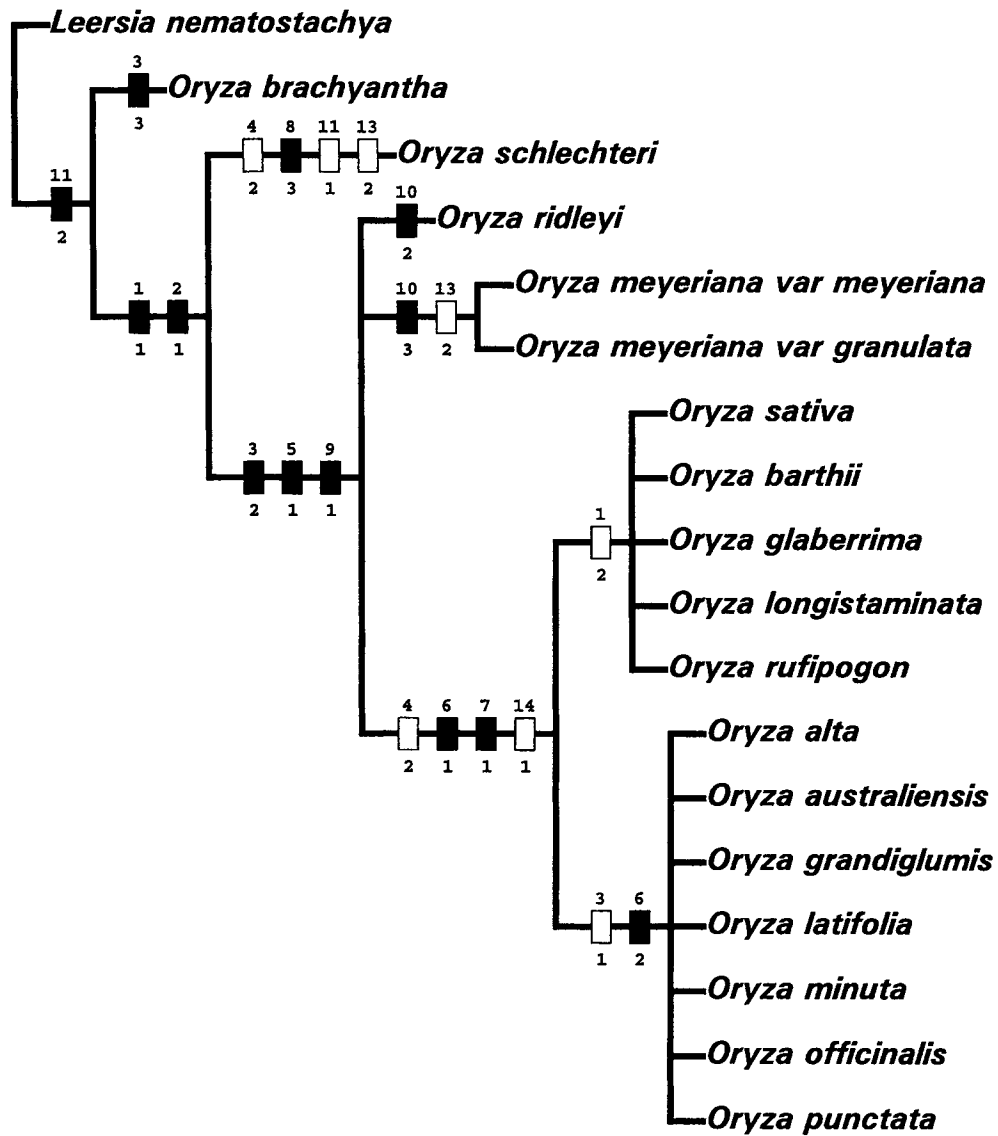 Leersia nematostachya
3
Oryza brachyantha
3
4 8 11 13
Oryza schlechteri
2 3 1 2
11
2
10
Oryza ridleyi
2
1 2
1 1
10 13
3 2
Oryza meyeriana var meyeriana
Oryza meyeriana var granulata
Oryza sativa
3 5 9
2 1 1
Oryza barthii
1
Oryza glaberrima
2
Oryza longistaminata
Oryza rufipogon
4 6 7 14
2 1 1 1
Oryza alta
Oryza australiensis
Oryza grandiglumis
3 6
Oryza latifolia
1 2
Oryza minuta
Oryza officinalis
Oryza punctata